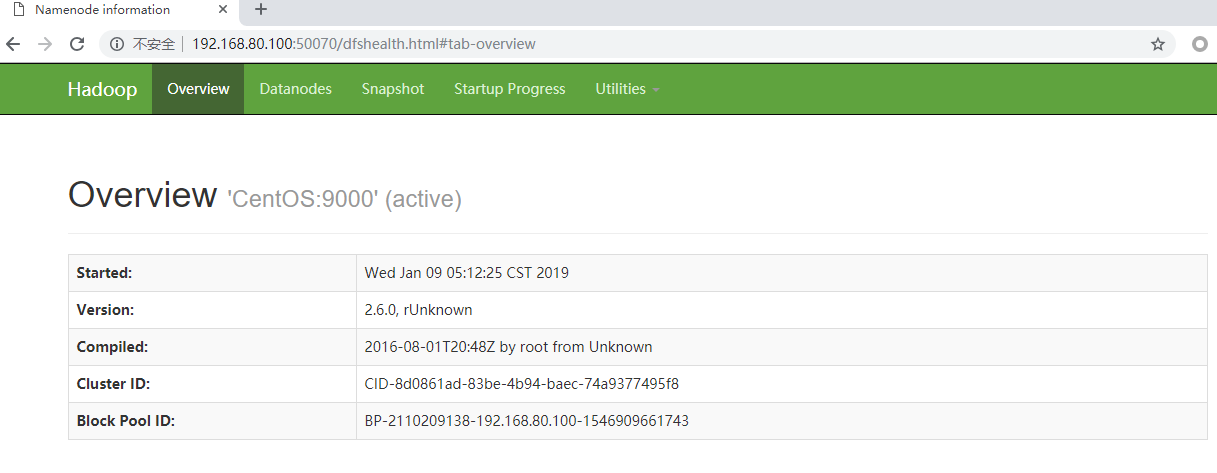 Namenode information
不安全 192.168.80.100:50070/dfshealth.html#tab-overview
Hadoop Overview Datanodes Snapshot Startup Progress Utilities
Overview 'CentOS:9000' (active)
Started: Wed Jan 09 05:12:25 CST 2019
Version: 2.6.0, rUnknown
Compiled: 2016-08-01T20:48Z by root from Unknown
Cluster ID: CID-8d0861ad-83be-4b94-baec-74a9377495f8
Block Pool ID: BP-2110209138-192.168.80.100-1546909661743